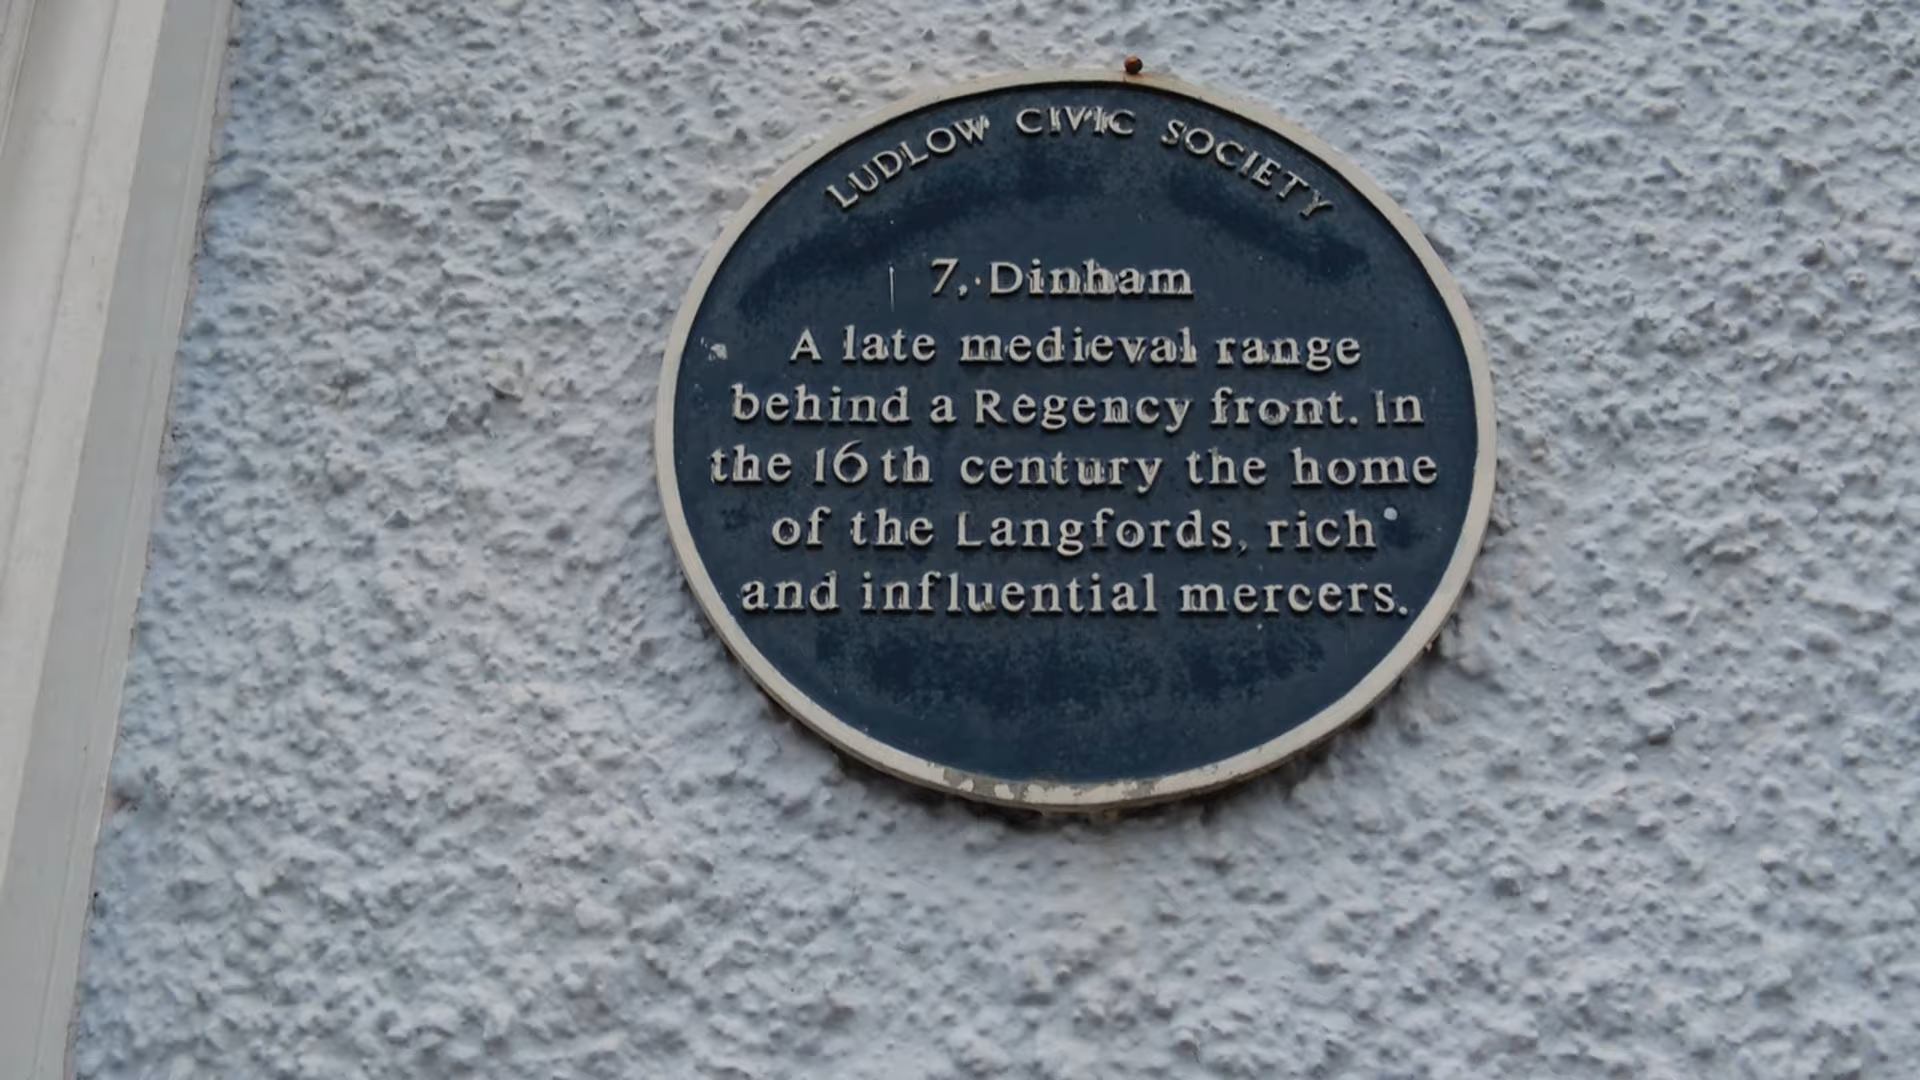 LUDLOW CIVIC SOCIETY
7, Dinham
A late medieval range
behind a Regency front. In
the 16th century the home
of the Langfords, rich
and influential mercers.